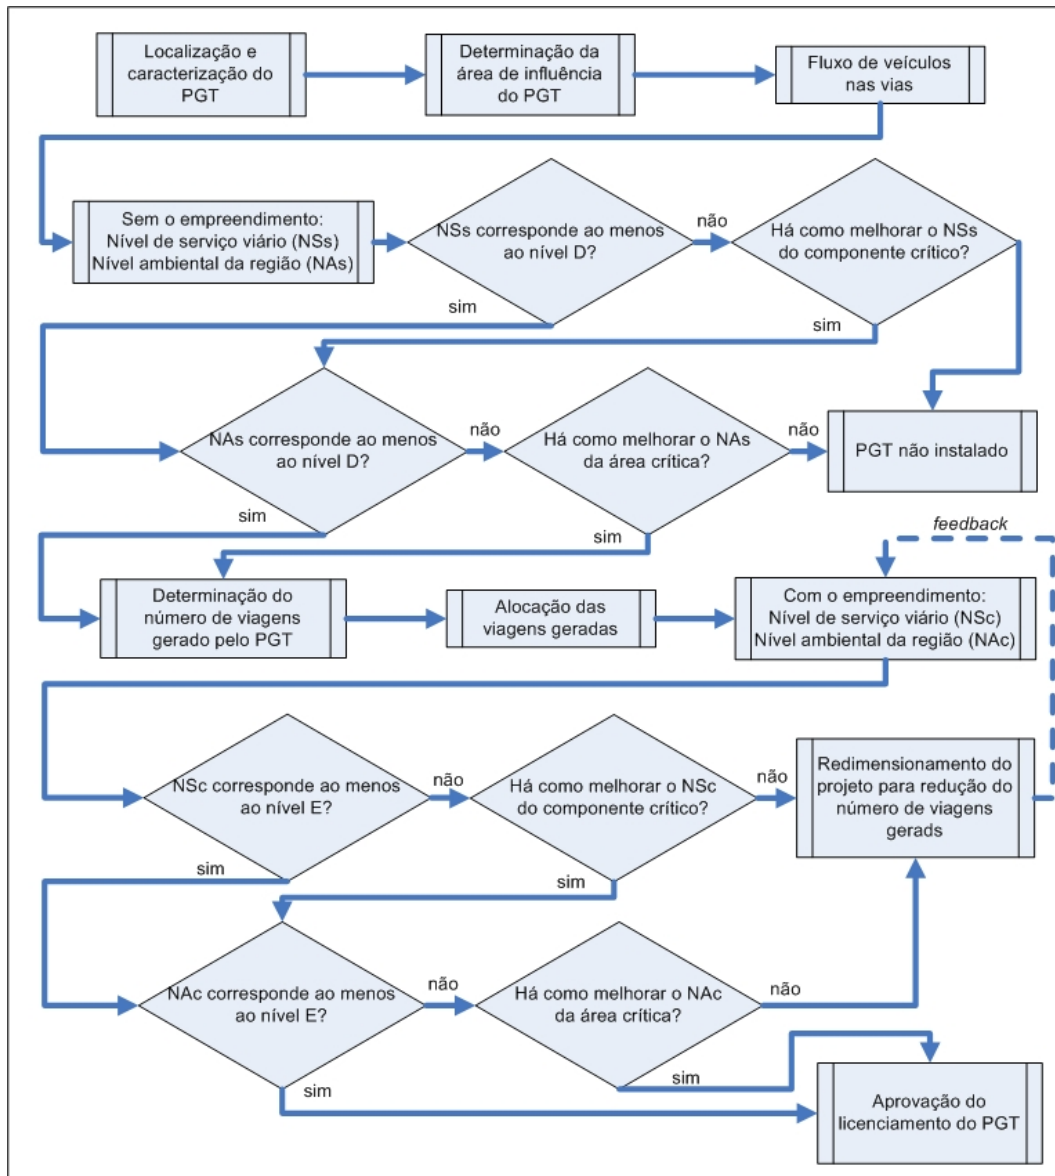 Localização e
caracterização do
PGT
Determinação da
área de influência
do PGT
Fluxo de veículos
nas vias
Sem o empreendimento:
Nível de serviço viário (NSs)
Nível ambiental da região (NAs)
NSs corresponde ao menos
ao nível D?
não
Há como melhorar o NSs
do componente crítico?
sim
sim
NAs corresponde ao menos
ao nível D?
não
Há como melhorar o NAs
da área crítica?
não
PGT não instalado
sim
sim
feedback
Determinação do
número de viagens
gerado pelo PGT
Alocação das
viagens geradas
Com o empreendimento:
Nível de serviço viário (NSc)
Nível ambiental da região (NAc)
NSc corresponde ao menos
ao nível E?
não
Há como melhorar o NSc
do componente crítico?
não
Redimensionamento do
projeto para redução do
número de viagens
gerads
sim
sim
NAc corresponde ao menos
ao nível E?
não
Há como melhorar o NAc
da área crítica?
não
sim
sim
Aprovação do
licenciamento do PGT